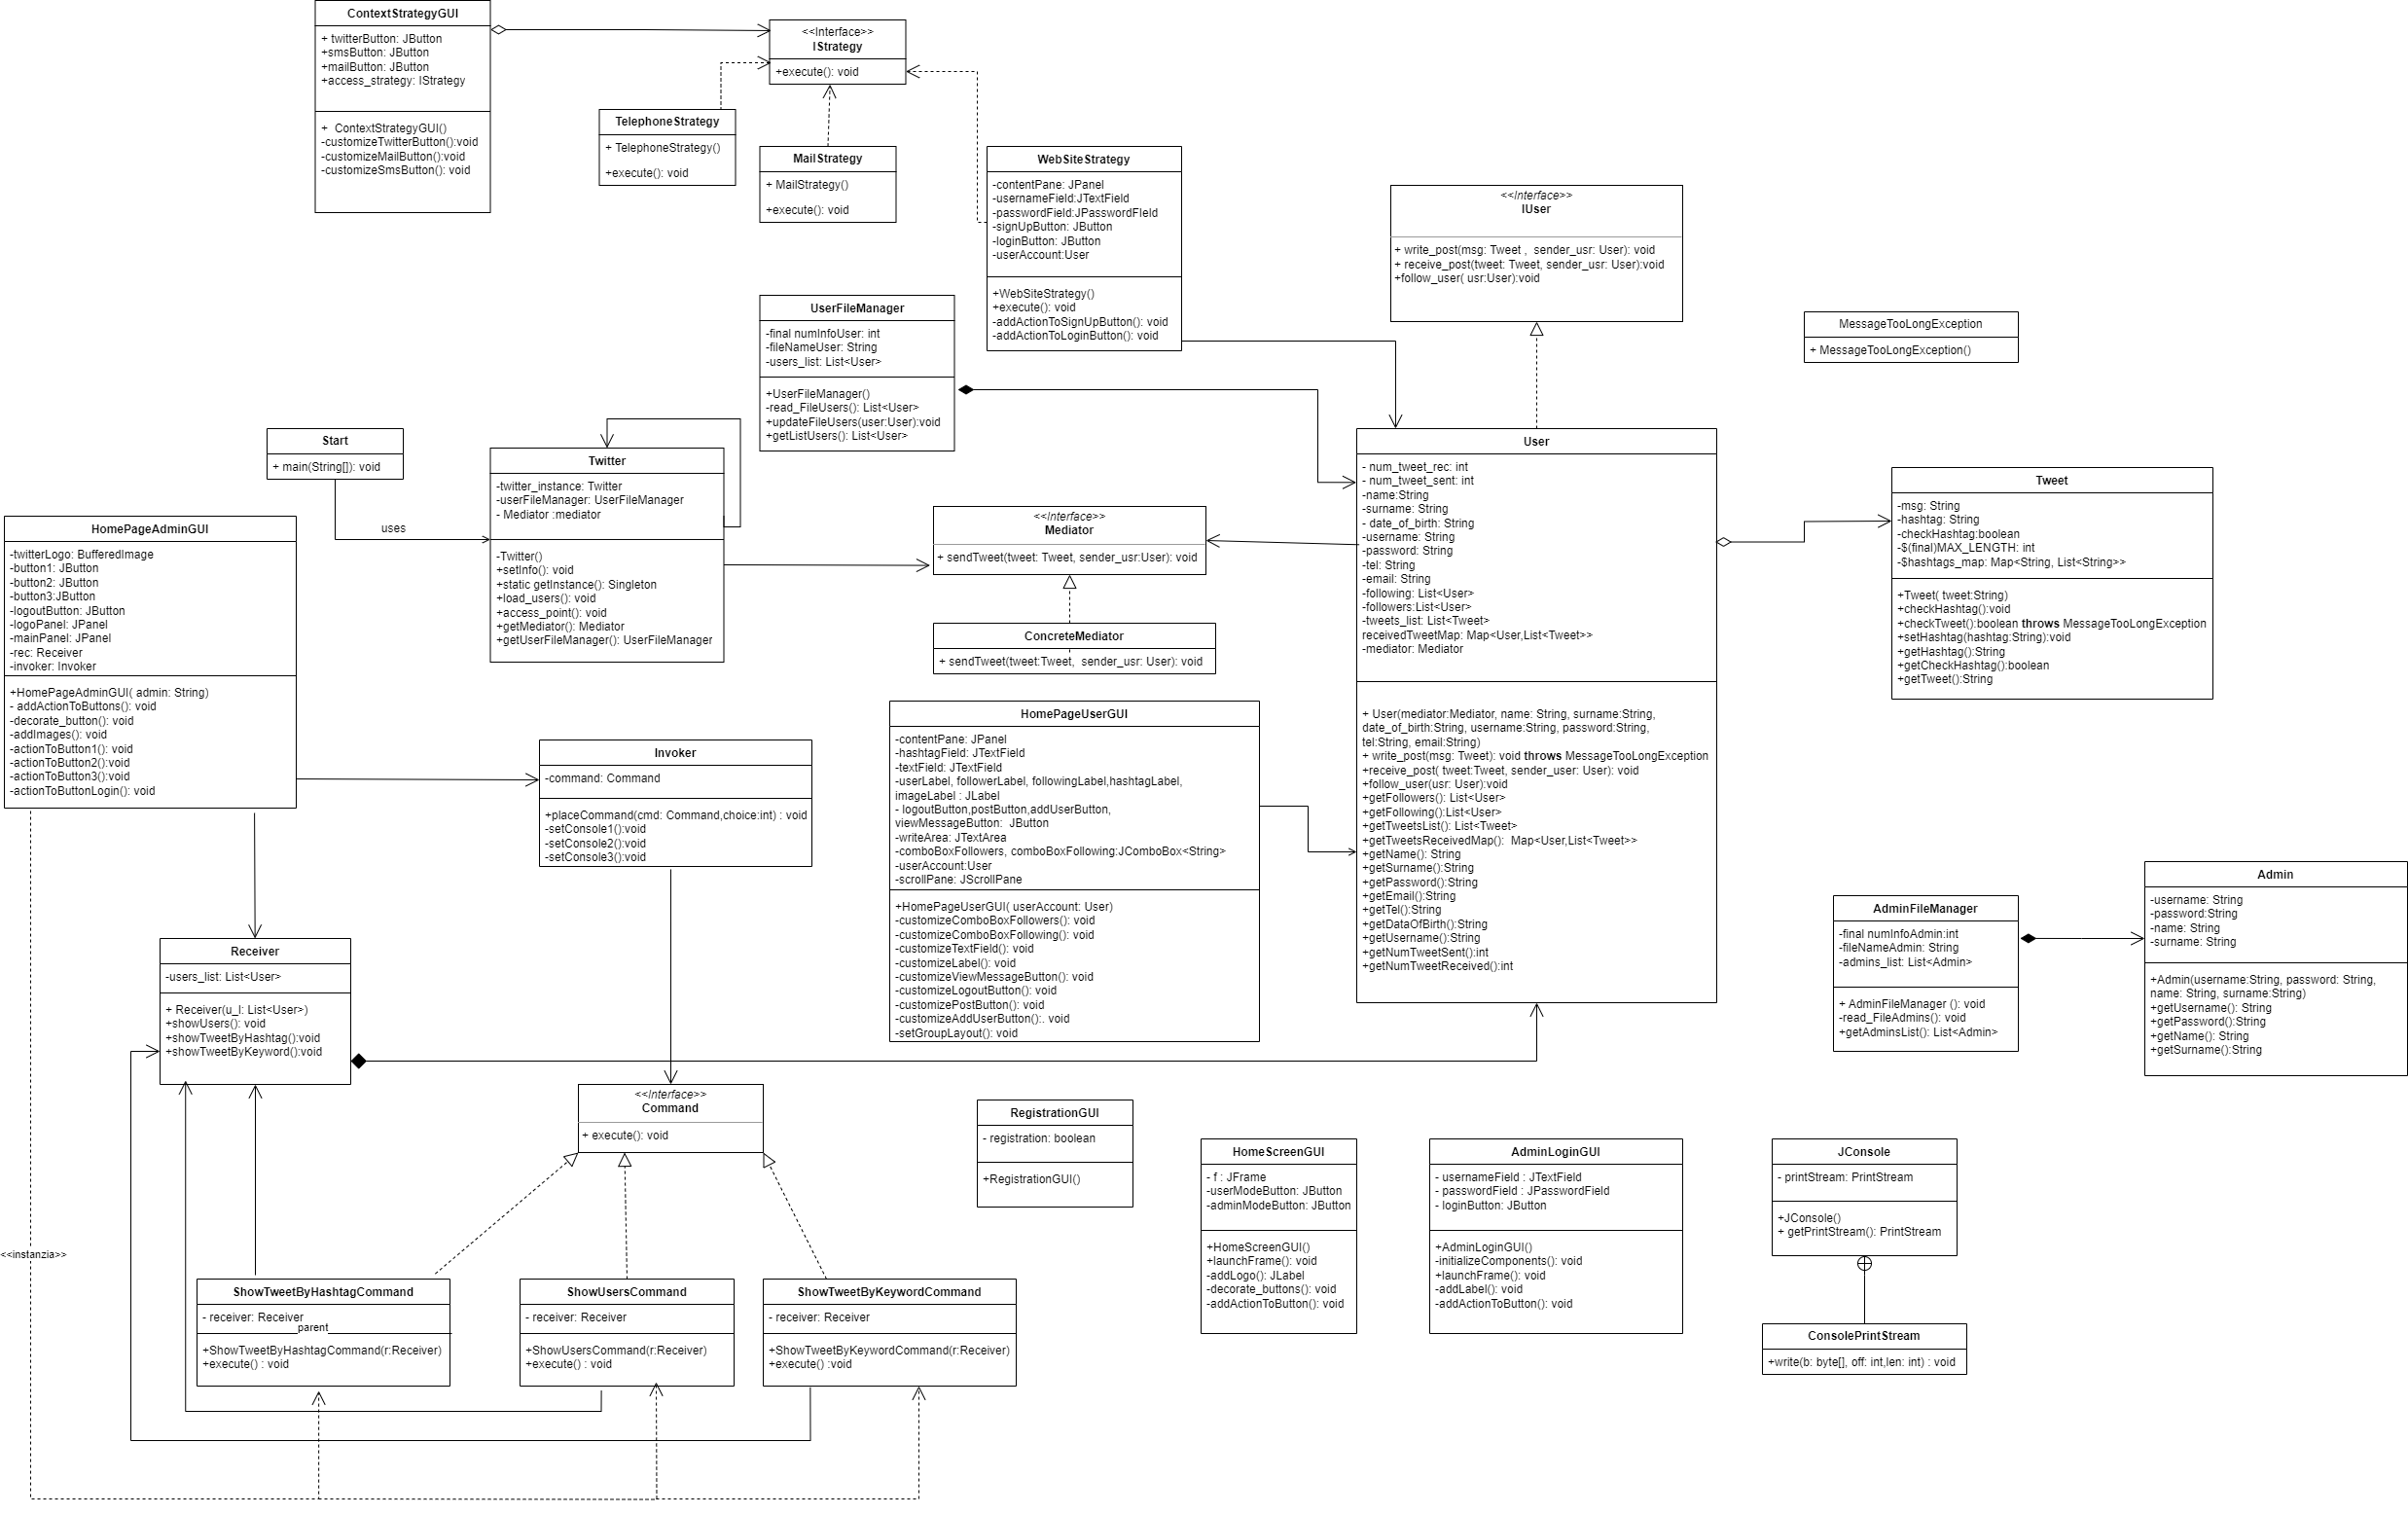 ContextStrategyGUI
+ twitterButton: JButton
+smsButton: JButton
+mailButton: JButton
+access_strategy: IStrategy
+  ContextStrategyGUI()
-customizeTwitterButton():void
-customizeMailButton():void
-customizeSmsButton(): void
<<Interface>>
IStrategy
+execute(): void
TelephoneStrategy
+ TelephoneStrategy()
+execute(): void
MailStrategy
+ MailStrategy()
+execute(): void
WebSiteStrategy
-contentPane: JPanel
-usernameField:JTextField
-passwordField:JPasswordField
-signUpButton: JButton
-loginButton: JButton
-userAccount:User
+WebSiteStrategy()
+execute(): void
-addActionToSignUpButton(): void
-addActionToLoginButton(): void
<<Interface>>
IUser
+ write_post(msg: Tweet ,  sender_usr: User): void
+ receive_post(tweet: Tweet, sender_usr: User):void
+follow_user( usr:User):void
MessageTooLongException
+ MessageTooLongException()
UserFileManager
-final numInfoUser: int
-fileNameUser: String
-users_list: List<User>
+UserFileManager()
-read_FileUsers(): List<User>
+updateFileUsers(user:User):void
+getListUsers(): List<User>
Start
+ main(String[]): void
uses
Twitter
-twitter_instance: Twitter
-userFileManager: UserFileManager
- Mediator :mediator
-Twitter()
+setInfo(): void
+static getInstance(): Singleton
+load_users(): void
+access_point(): void
+getMediator(): Mediator
+getUserFileManager(): UserFileManager
<<Interface>>
Mediator
+ sendTweet(tweet: Tweet, sender_usr:User): void
ConcreteMediator
+ sendTweet(tweet:Tweet,  sender_usr: User): void
User
- num_tweet_rec: int
- num_tweet_sent: int
-name:String
-surname: String
- date_of_birth: String
-username: String
-password: String
-tel: String
-email: String
-following: List<User>
-followers:List<User>
-tweets_list: List<Tweet>
receivedTweetMap: Map<User,List<Tweet>>
-mediator: Mediator
+ User(mediator:Mediator, name: String, surname:String,
date_of_birth:String, username:String, password:String,
tel:String, email:String)
+ write_post(msg: Tweet): void throws MessageTooLongException
+receive_post( tweet:Tweet, sender_user: User): void
+follow_user(usr: User):void
+getFollowers(): List<User>
+getFollowing():List<User>
+getTweetsList(): List<Tweet>
+getTweetsReceivedMap():  Map<User,List<Tweet>>
+getName(): String
+getSurname():String
+getPassword():String
+getEmail():String
+getTel():String
+getDataOfBirth():String
+getUsername():String
+getNumTweetSent():int
+getNumTweetReceived():int
Tweet
-msg: String
-hashtag: String
-checkHashtag:boolean
-$(final)MAX_LENGTH: int
-$hashtags_map: Map<String, List<String>>
+Tweet( tweet:String)
+checkHashtag():void
+checkTweet():boolean throws MessageTooLongException
+setHashtag(hashtag:String):void
+getHashtag():String
+getCheckHashtag():boolean
+getTweet():String
HomePageAdminGUI
-twitterLogo: BufferedImage
-button1: JButton
-button2: JButton
-button3:JButton
-logoutButton: JButton
-logoPanel: JPanel
-mainPanel: JPanel
-rec: Receiver
-invoker: Invoker
+HomePageAdminGUI( admin: String)
- addActionToButtons(): void
-decorate_button(): void
-addImages(): void
-actionToButton1(): void
-actionToButton2():void
-actionToButton3():void
-actionToButtonLogin(): void
Invoker
-command: Command
+placeCommand(cmd: Command,choice:int) : void
-setConsole1():void
-setConsole2():void
-setConsole3():void
HomePageUserGUI
-contentPane: JPanel
-hashtagField: JTextField
-textField: JTextField
-userLabel, followerLabel, followingLabel,hashtagLabel,
imageLabel : JLabel
- logoutButton,postButton,addUserButton,
viewMessageButton:  JButton
-writeArea: JTextArea
-comboBoxFollowers, comboBoxFollowing:JComboBox<String>
-userAccount:User
-scrollPane: JScrollPane
+HomePageUserGUI( userAccount: User)
-customizeComboBoxFollowers(): void
-customizeComboBoxFollowing(): void
-customizeTextField(): void
-customizeLabel(): void
-customizeViewMessageButton(): void
-customizeLogoutButton(): void
-customizePostButton(): void
-customizeAddUserButton():. void
-setGroupLayout(): void
AdminFileManager
-final numInfoAdmin:int
-fileNameAdmin: String
-admins_list: List<Admin>
+ AdminFileManager (): void
-read_FileAdmins(): void
+getAdminsList(): List<Admin>
Admin
-username: String
-password:String
-name: String
-surname: String
+Admin(username:String, password: String,
name: String, surname:String)
+getUsername(): String
+getPassword():String
+getName(): String
+getSurname():String
Receiver
-users_list: List<User>
+ Receiver(u_l: List<User>)
+showUsers(): void
+showTweetByHashtag():void
+showTweetByKeyword():void
<<Interface>>
Command
+ execute(): void
RegistrationGUI
- registration: boolean
+RegistrationGUI()
HomeScreenGUI
- f : JFrame
-userModeButton: JButton
-adminModeButton: JButton
+HomeScreenGUI()
+launchFrame(): void
-addLogo(): JLabel
-decorate_buttons(): void
-addActionToButton(): void
AdminLoginGUI
- usernameField : JTextField
- passwordField : JPasswordField
- loginButton: JButton
+AdminLoginGUI()
-initializeComponents(): void
+launchFrame(): void
-addLabel(): void
-addActionToButton(): void
JConsole
- printStream: PrintStream
+JConsole()
+ getPrintStream(): PrintStream
ConsolePrintStream
+write(b: byte[], off: int,len: int) : void
<<instanzia>>
ShowTweetByHashtagCommand
- receiver: Receiver
parent
+ShowTweetByHashtagCommand(r:Receiver)
+execute() : void
ShowUsersCommand
- receiver: Receiver
+ShowUsersCommand(r:Receiver)
+execute() : void
ShowTweetByKeywordCommand
- receiver: Receiver
+ShowTweetByKeywordCommand(r:Receiver)
+execute() :void